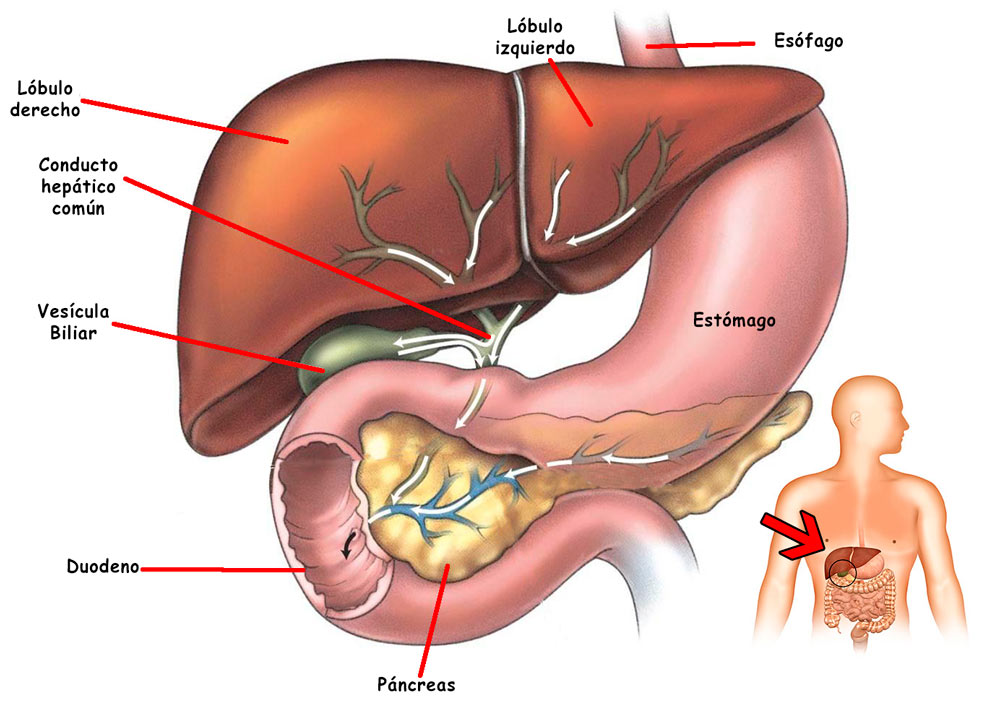 Lóbulo
izquierdo
Esófago
Lóbulo
derecho
Conducto
hepático
común
Vesícula
Biliar
Estómago
Duodeno
Páncreas